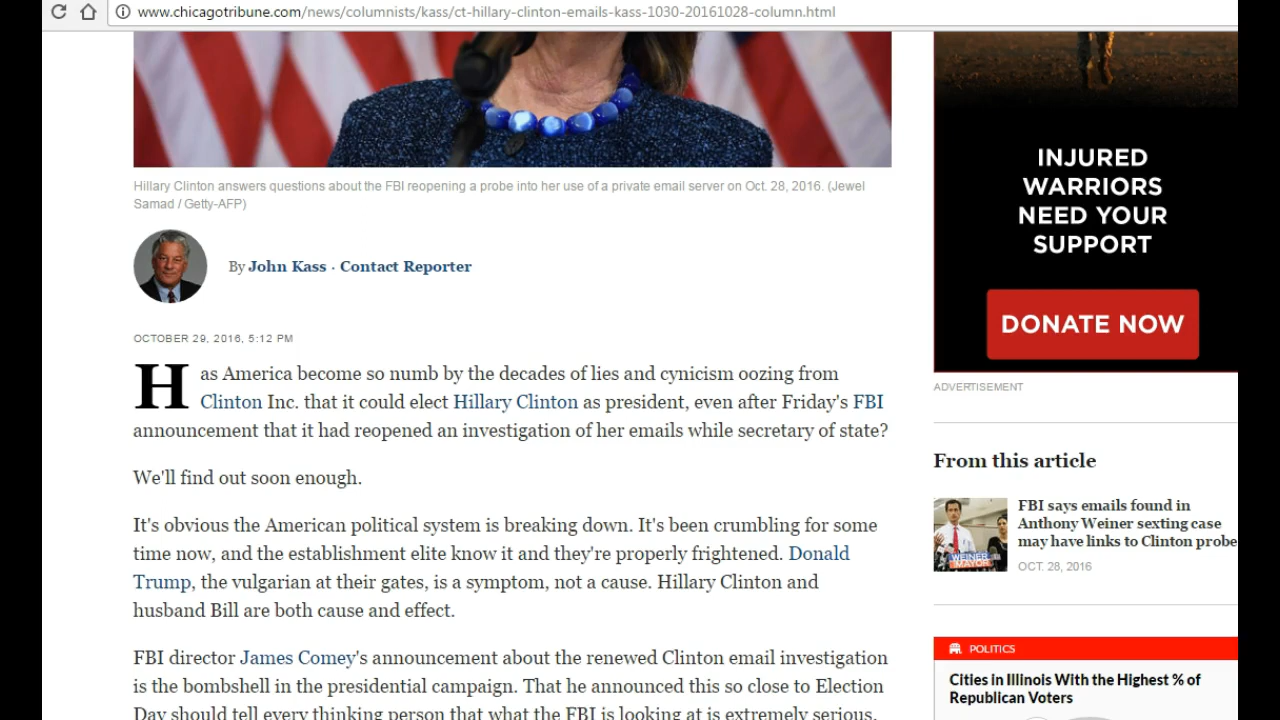 www.chicagotribune.com/news/columnists/kass/ct-hillary-clinton-emails-kass-1030-20161028-column.html
Hillary Clinton answers questions about the FBI reopening a probe into her use of a private email server on Oct. 28, 2016. (Jewel
Samad / Getty-AFP)
By John Kass · Contact Reporter
OCTOBER 29, 2016, 5:12 PM
Has America become so numb by the decades of lies and cynicism oozing from
Clinton Inc. that it could elect Hillary Clinton as president, even after Friday's FBI
announcement that it had reopened an investigation of her emails while secretary of state?
We'll find out soon enough.
It's obvious the American political system is breaking down. It's been crumbling for some
time now, and the establishment elite know it and they're properly frightened. Donald
Trump, the vulgarian at their gates, is a symptom, not a cause. Hillary Clinton and
husband Bill are both cause and effect.
FBI director James Comey's announcement about the renewed Clinton email investigation
is the bombshell in the presidential campaign. That he announced this so close to Election
Day should tell every thinking person that what the FBI is looking at is extremely serious.
INJURED
WARRIORS
NEED YOUR
SUPPORT
DONATE NOW
ADVERTISEMENT
From this article
FBI says emails found in
Anthony Weiner sexting case
may have links to Clinton probe
OCT. 28, 2016
WEINER
MAYOR
POLITICS
Cities in Illinois With the Highest % of
Republican Voters